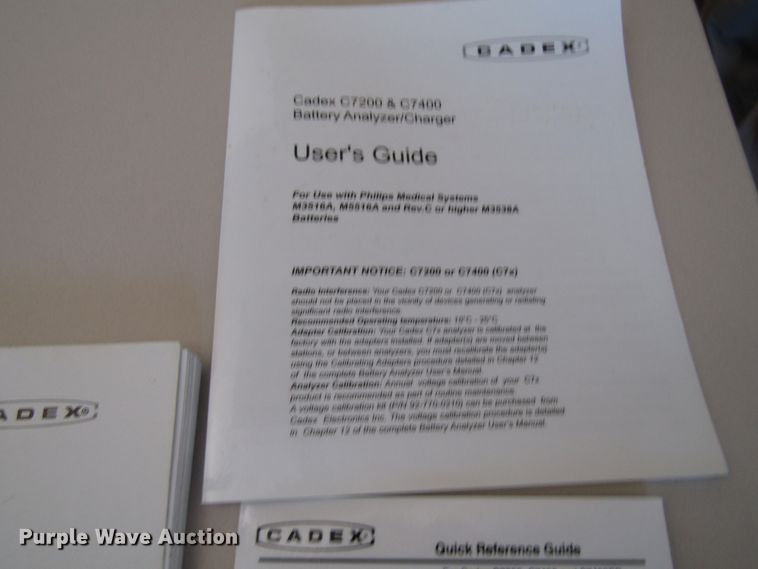 CADEX
Cadex C7200 & C7400
Battery Analyzer/Charger
User's Guide
For Use with Philips Medical Systems
M3516A, M5516A and Rev.C or higher M3538A
Batteries
IMPORTANT NOTICE: C7200 or C7400 (C7x)
Radio Interference: Your Cadex C7200 or C7400 (C7x) analyzer
should not be placed in the vicinity of devices generating or radiating
significant radio interference.
Recommended Operating temperature: 15°C - 25°C
Adapter Calibration: Your Cadex C7x analyzer is calibrated at the
factory with the adapters installed. If adapter(s) are moved between
stations, or between analyzers, you must recalibrate the adapter(s)
using the Calibrating Adapters procedure detailed in Chapter 12
of the complete Battery Analyzer User's Manual.
Analyzer Calibration: Annual voltage calibration of your C7x
product is recommended as part of routine maintenance.
A voltage calibration kit (P/N 92-770-0210) can be purchased from
Cadex Electronics Inc. The voltage calibration procedure is detailed
in Chapter 12 of the complete Battery Analyzer User's Manual.
ADEX
CADEX
Quick Reference Guide
Purple Wave Auction®